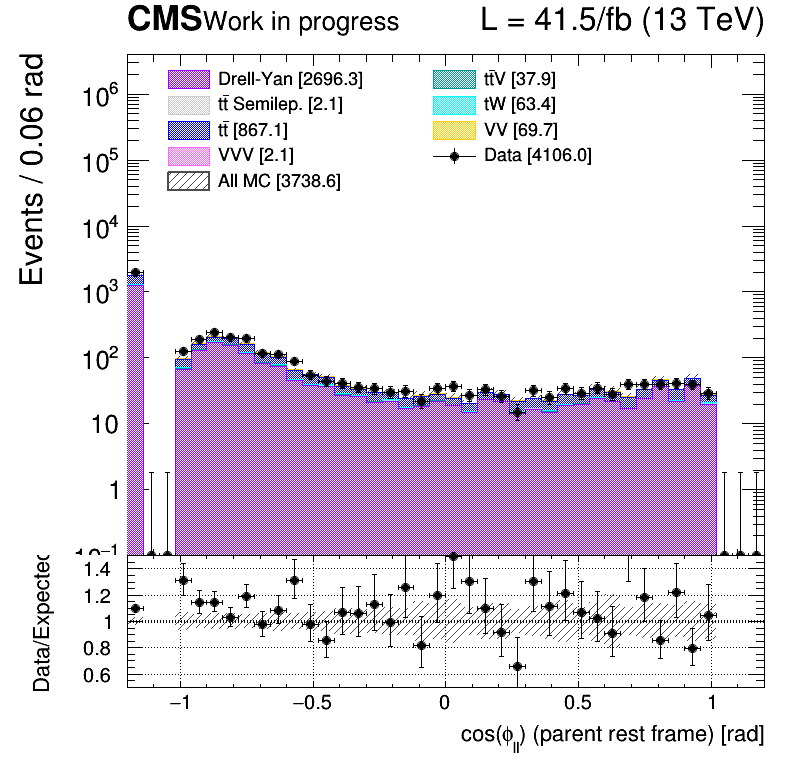 CMS Work in progress L = 41.5/fb (13 TeV)
Events / 0.06 rad
Drell-Yan [2696.3]
tt̄ Semilep. [2.1]
tt̄ [867.1]
VVV [2.1]
All MC [3738.6]
tt̄V [37.9]
tW [63.4]
VV [69.7]
Data [4106.0]
10⁶
10⁵
10⁴
10³
10²
10
1
10⁻¹
Data/Expected
1.4
1.2
1
0.8
0.6
−1 −0.5 0 0.5 1
cos(ϕ_ll) (parent rest frame) [rad]